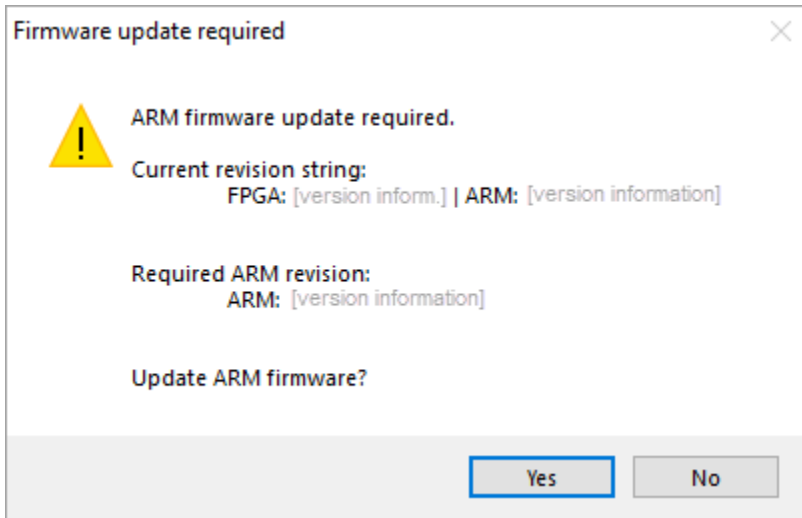 Firmware update required
ARM firmware update required.
Current revision string:
FPGA: [version inform.] | ARM: [version information]
Required ARM revision:
ARM: [version information]
Update ARM firmware?
Yes No